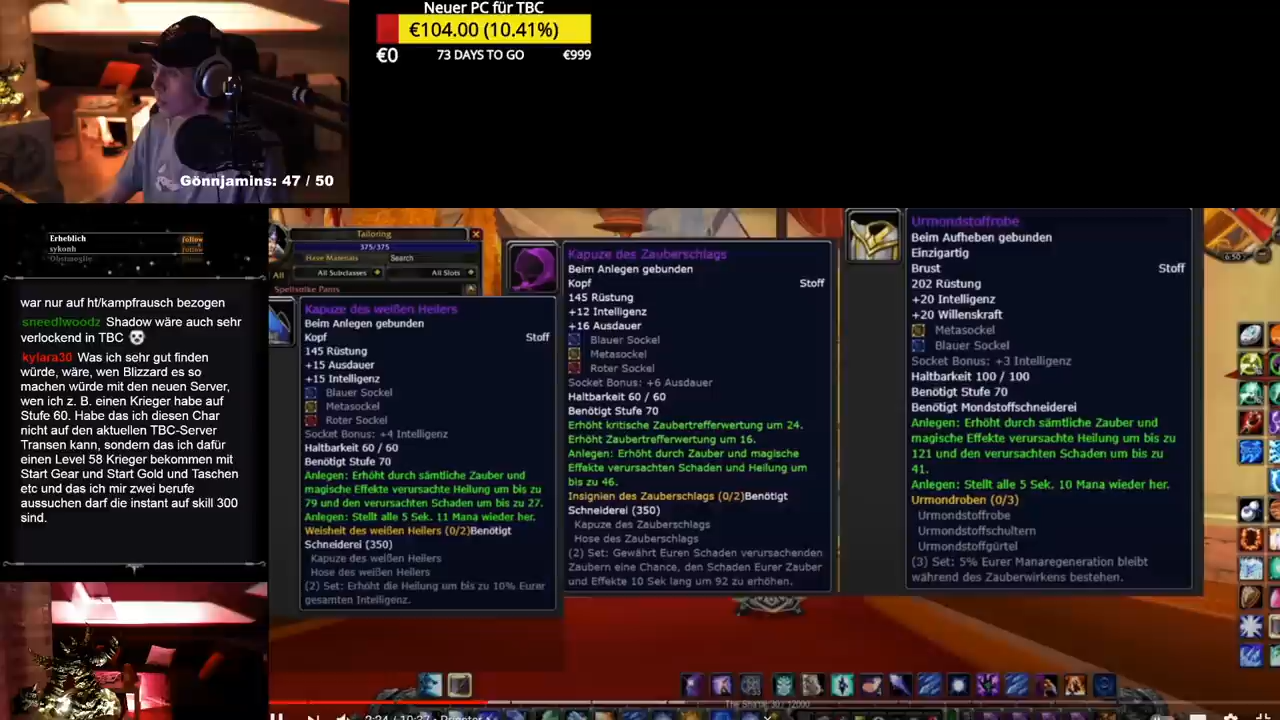 Neuer PC für TBC
€104.00 (10.41%)
€0 73 DAYS TO GO €999
Gönnjamins: 47 / 50
Erheblich follow
sykonh follow
war nur auf ht/kampfrausch bezogen
sneedlwoodz Shadow wäre auch sehr
verlockend in TBC
kylara30 Was ich sehr gut finden
würde, wäre, wen Blizzard es so
machen würde mit den neuen Server,
wen ich z. B. einen Krieger habe auf
Stufe 60. Habe das ich diesen Char
nicht auf den aktuellen TBC-Server
Transen kann, sondern das ich dafür
einen Level 58 Krieger bekommen mit
Start Gear und Start Gold und Taschen
etc und das ich mir zwei berufe
aussuchen darf die instant auf skill 300
sind.
Tailoring
375/375
Have Materials Search
All All Subclasses All Slots
Spellstrike Pants
Kapuze des weißen Heilers
Beim Anlegen gebunden
Kopf Stoff
145 Rüstung
+15 Ausdauer
+15 Intelligenz
Blauer Sockel
Metasockel
Roter Sockel
Socket Bonus: +4 Intelligenz
Haltbarkeit 60 / 60
Benötigt Stufe 70
Anlegen: Erhöht durch sämtliche Zauber und
magische Effekte verursachte Heilung um bis zu
79 und den verursachten Schaden um bis zu 27.
Anlegen: Stellt alle 5 Sek. 11 Mana wieder her.
Weisheit des weißen Heilers (0/2)Benötigt
Schneiderei (350)
Kapuze des weißen Heilers
Hose des weißen Heilers
(2) Set: Erhöht die Heilung um bis zu 10% Eurer
gesamten Intelligenz.
Kapuze des Zauberschlags
Beim Anlegen gebunden
Kopf Stoff
145 Rüstung
+12 Intelligenz
+16 Ausdauer
Blauer Sockel
Metasockel
Roter Sockel
Socket Bonus: +6 Ausdauer
Haltbarkeit 60 / 60
Benötigt Stufe 70
Erhöht kritische Zaubertrefferwertung um 24.
Erhöht Zaubertrefferwertung um 16.
Anlegen: Erhöht durch Zauber und magische
Effekte verursachten Schaden und Heilung um
bis zu 46.
Insignien des Zauberschlags (0/2)Benötigt
Schneiderei (350)
Kapuze des Zauberschlags
Hose des Zauberschlags
(2) Set: Gewährt Euren Schaden verursachenden
Zaubern eine Chance, den Schaden Eurer Zauber
und Effekte 10 Sek lang um 92 zu erhöhen.
Urmondstoffrobe
Beim Aufheben gebunden
Einzigartig
Brust Stoff
202 Rüstung
+20 Intelligenz
+20 Willenskraft
Metasockel
Blauer Sockel
Socket Bonus: +3 Intelligenz
Haltbarkeit 100 / 100
Benötigt Stufe 70
Benötigt Mondstoffschneiderei
Anlegen: Erhöht durch sämtliche Zauber und
magische Effekte verursachte Heilung um bis zu
121 und den verursachten Schaden um bis zu
41.
Anlegen: Stellt alle 5 Sek. 10 Mana wieder her.
Urmondroben (0/3)
Urmondstoffrobe
Urmondstoffschultern
Urmondstoffgürtel
(3) Set: 5% Eurer Manaregeneration bleibt
während des Zauberwirkens bestehen.
6:50
2:24 / 10:37 • Priester